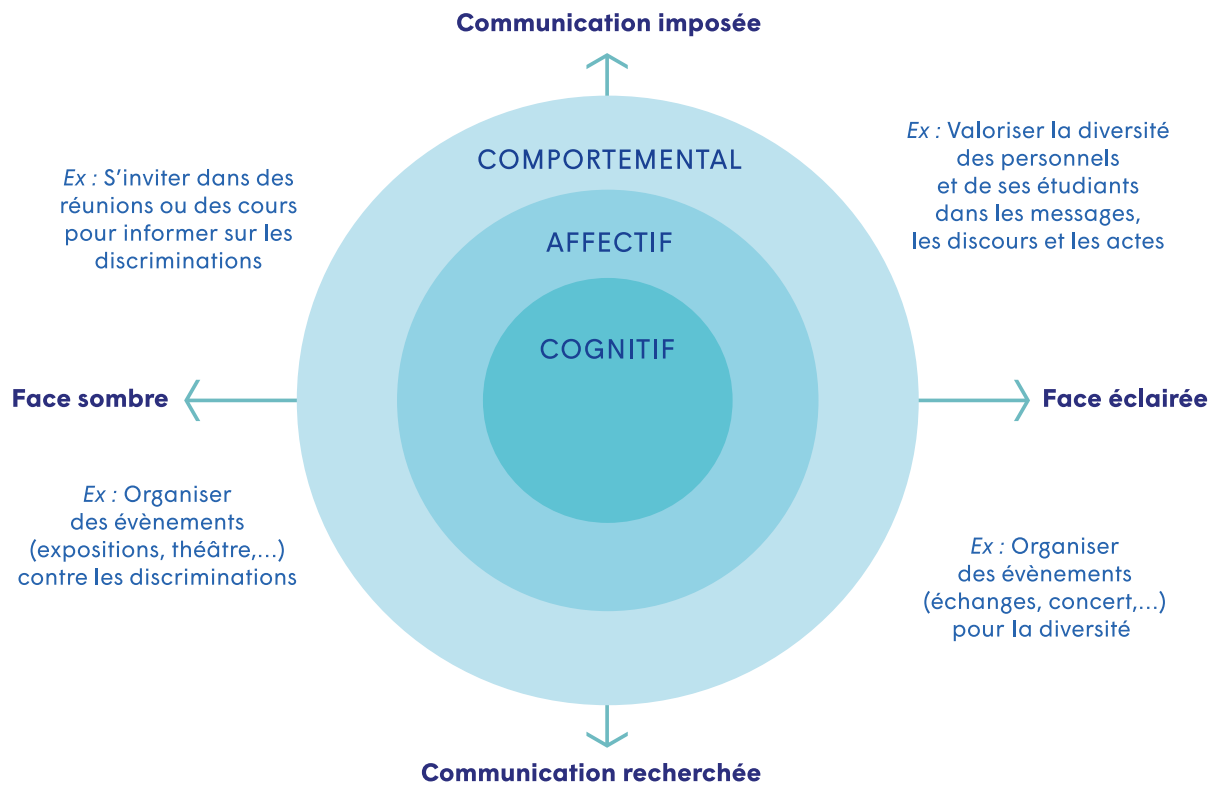 Communication imposée
Ex : S’inviter dans des
réunions ou des cours
pour informer sur les
discriminations
COMPORTEMENTAL
AFFECTIF
COGNITIF
Ex : Valoriser la diversité
des personnels
et de ses étudiants
dans les messages,
les discours et les actes
Face sombre
Face éclairée
Ex : Organiser
des évènements
(expositions, théâtre,...)
contre les discriminations
Ex : Organiser
des évènements
(échanges, concert,...)
pour la diversité
Communication recherchée